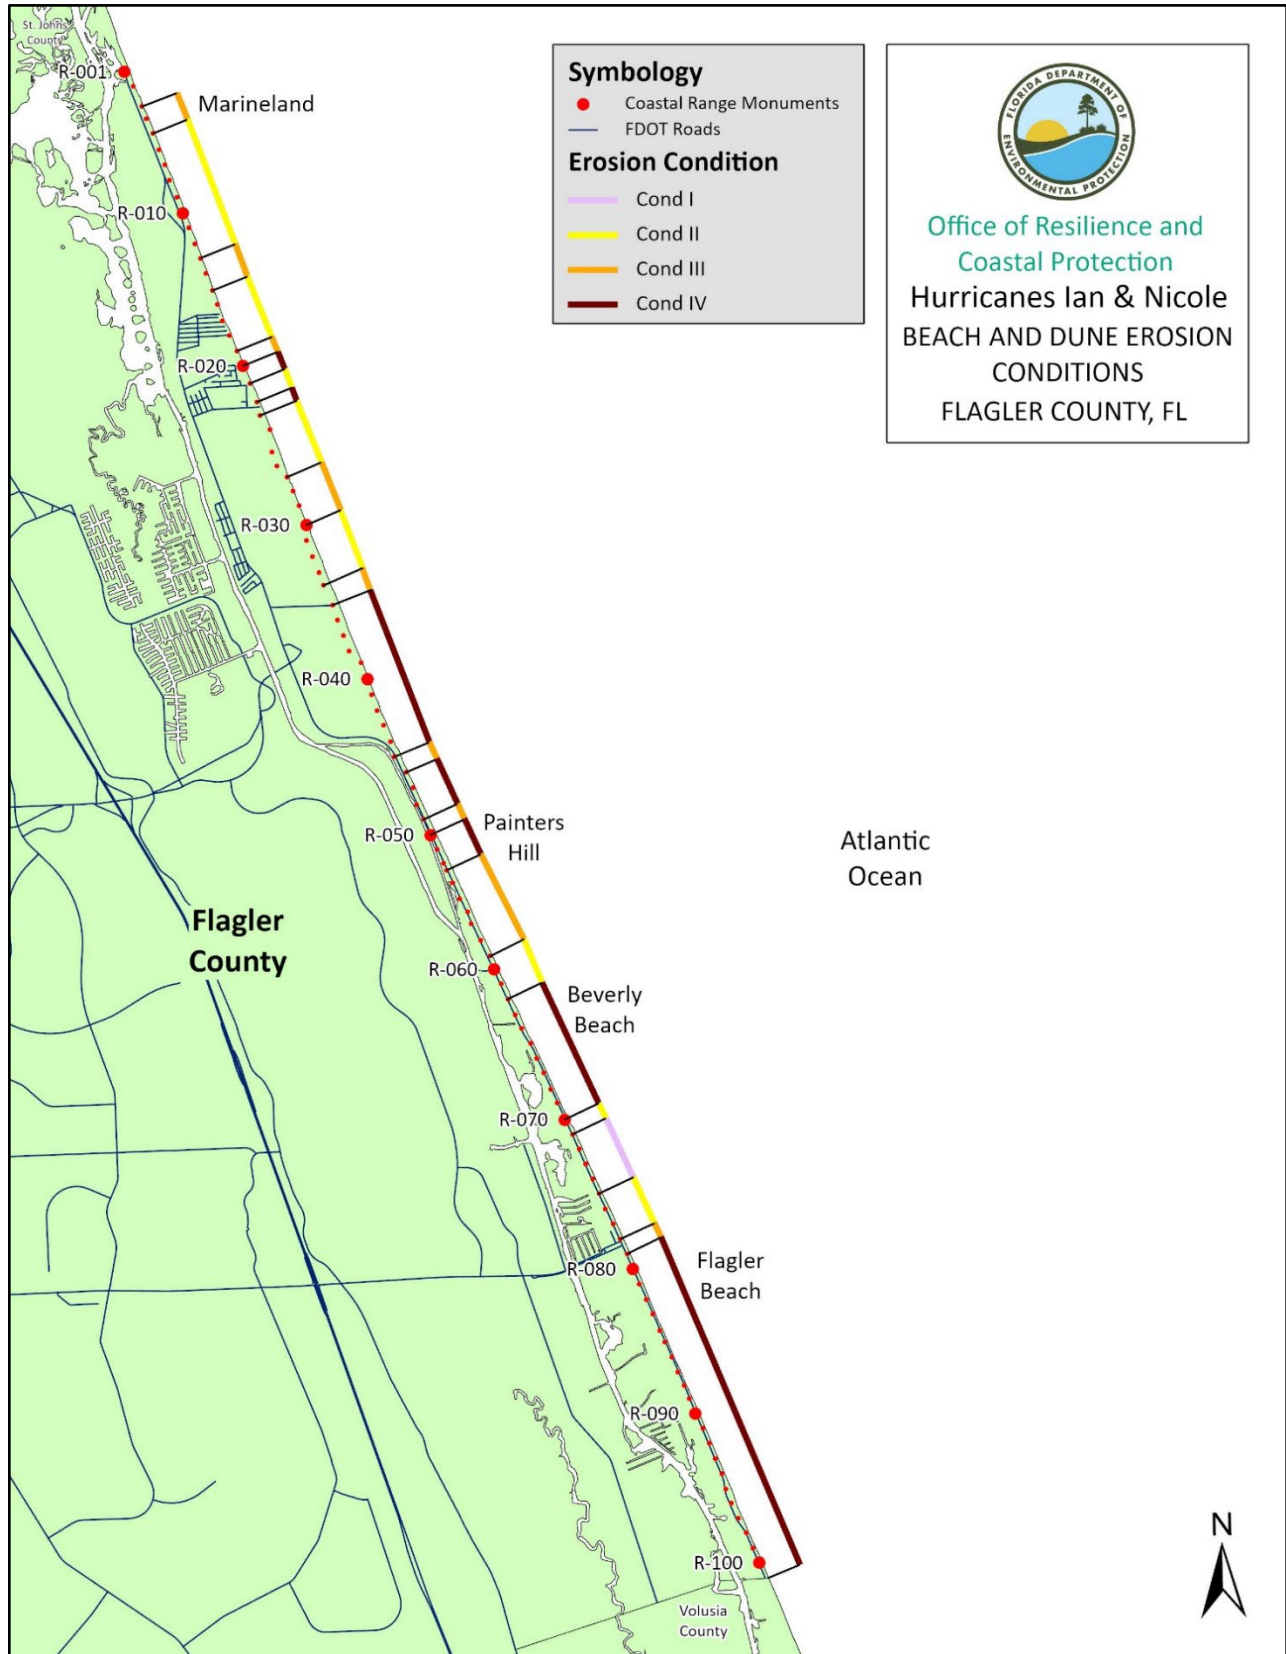 St. Johns
County
R-001
Marineland
R-010
R-020
R-030
R-040
R-050
Painters
Hill
R-060
Beverly
Beach
R-070
R-080
Flagler
Beach
R-090
R-100
Volusia
County
Flagler
County
Atlantic
Ocean
N
Symbology
Coastal Range Monuments
FDOT Roads
Erosion Condition
Cond I
Cond II
Cond III
Cond IV
FLORIDA DEPARTMENT OF
ENVIRONMENTAL PROTECTION
Office of Resilience and
Coastal Protection
Hurricanes Ian & Nicole
BEACH AND DUNE EROSION
CONDITIONS
FLAGLER COUNTY, FL